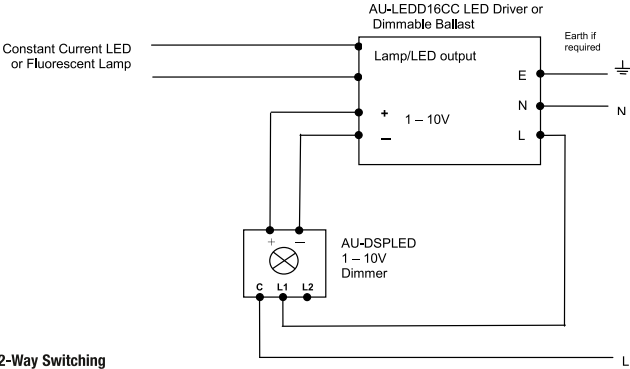 AU-LEDD16CC LED Driver or
Dimmable Ballast
Constant Current LED
or Fluorescent Lamp
Lamp/LED output
Earth if
required
E
N
N
L
+
1 – 10V
–
+
–
AU-DSPLED
1 – 10V
Dimmer
C L1 L2
2-Way Switching
L